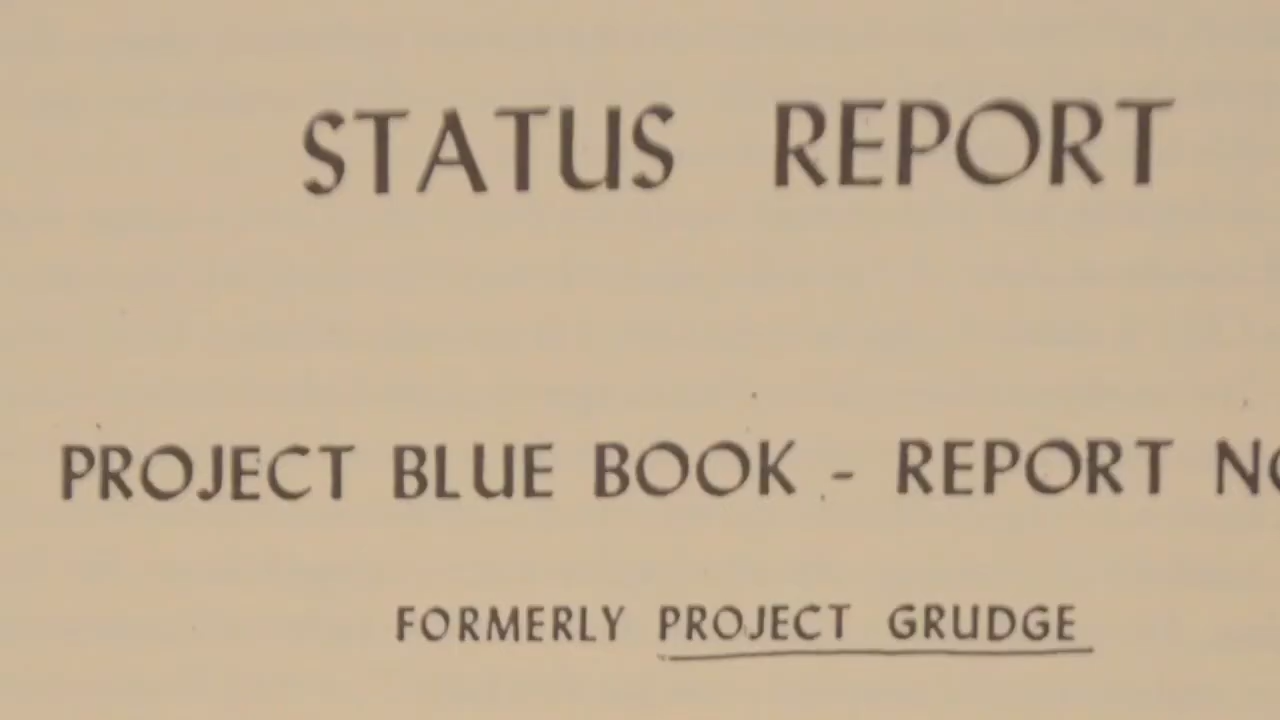 STATUS REPORT
PROJECT BLUE BOOK - REPORT
FORMERLY PROJECT GRUDGE